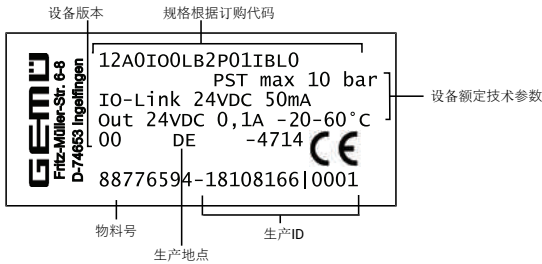 设备版本
规格根据订购代码
GEMÜ
Fritz-Müller-Str. 6-8
D-74653 Ingelfingen
12A0IO0LB2P01IBL0
PST max 10 bar
IO-Link 24VDC 50mA
Out 24VDC 0,1A -20-60°C
00 DE -4714 CE
88776594-18108166|0001
设备额定技术参数
物料号
生产ID
生产地点